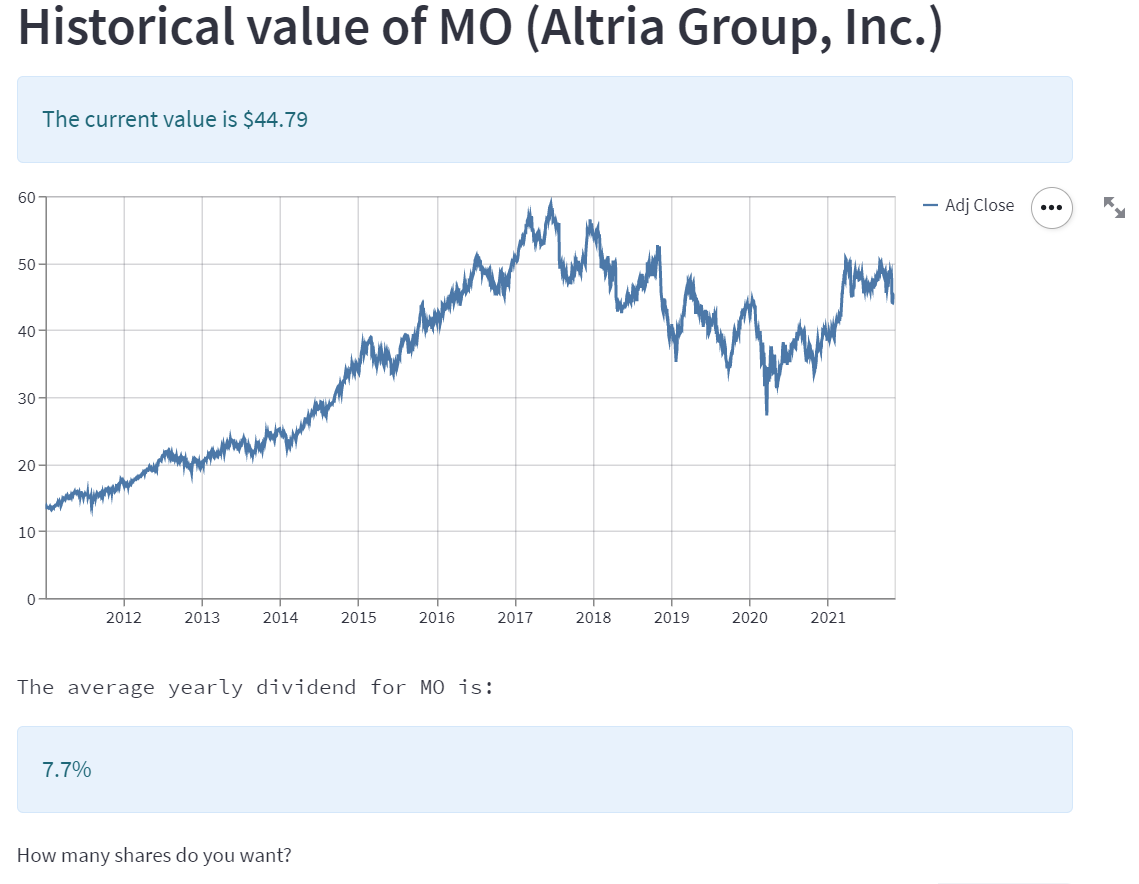 Historical value of MO (Altria Group, Inc.)
The current value is $44.79
60
50
40
30
20
10
0
2012 2013 2014 2015 2016 2017 2018 2019 2020 2021
Adj Close
The average yearly dividend for MO is:
7.7%
How many shares do you want?